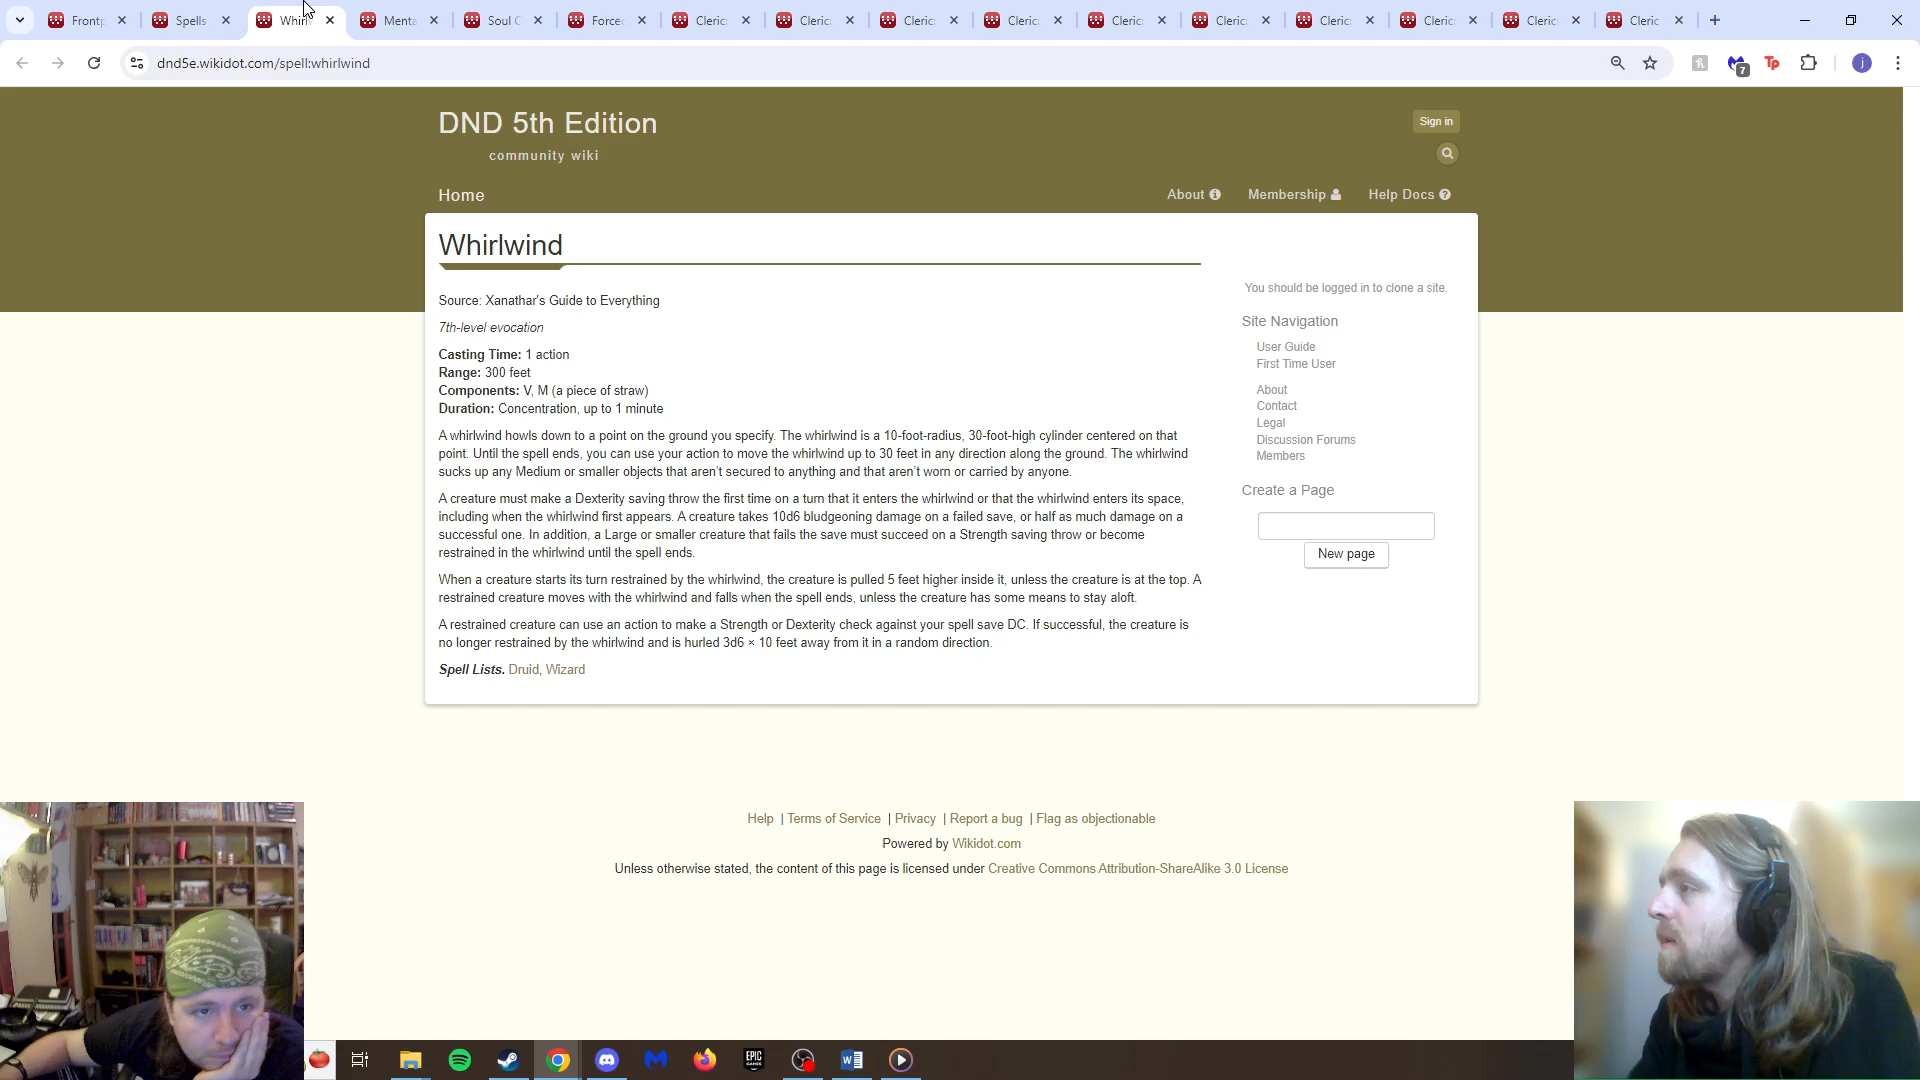 Frontp
Spells
Whirlw
Menta
Soul C
Force
Cleric:
Cleric:
Cleric:
Cleric:
Cleric:
Cleric:
Cleric:
Cleric:
Cleric:
Cleric
dnd5e.wikidot.com/spell:whirlwind
7
Tp
j
DND 5th Edition
community wiki
Sign in
Home
About
Membership
Help Docs
Whirlwind
You should be logged in to clone a site.
Source: Xanathar's Guide to Everything
7th-level evocation
Casting Time: 1 action
Range: 300 feet
Components: V, M (a piece of straw)
Duration: Concentration, up to 1 minute
A whirlwind howls down to a point on the ground you specify. The whirlwind is a 10-foot-radius, 30-foot-high cylinder centered on that
point. Until the spell ends, you can use your action to move the whirlwind up to 30 feet in any direction along the ground. The whirlwind
sucks up any Medium or smaller objects that aren't secured to anything and that aren't worn or carried by anyone.
A creature must make a Dexterity saving throw the first time on a turn that it enters the whirlwind or that the whirlwind enters its space,
including when the whirlwind first appears. A creature takes 10d6 bludgeoning damage on a failed save, or half as much damage on a
successful one. In addition, a Large or smaller creature that fails the save must succeed on a Strength saving throw or become
restrained in the whirlwind until the spell ends.
When a creature starts its turn restrained by the whirlwind, the creature is pulled 5 feet higher inside it, unless the creature is at the top. A
restrained creature moves with the whirlwind and falls when the spell ends, unless the creature has some means to stay aloft.
A restrained creature can use an action to make a Strength or Dexterity check against your spell save DC. If successful, the creature is
no longer restrained by the whirlwind and is hurled 3d6 × 10 feet away from it in a random direction.
Spell Lists. Druid, Wizard
Site Navigation
User Guide
First Time User
About
Contact
Legal
Discussion Forums
Members
Create a Page
New page
Help | Terms of Service | Privacy | Report a bug | Flag as objectionable
Powered by Wikidot.com
Unless otherwise stated, the content of this page is licensed under Creative Commons Attribution-ShareAlike 3.0 License
EPIC
GAMES